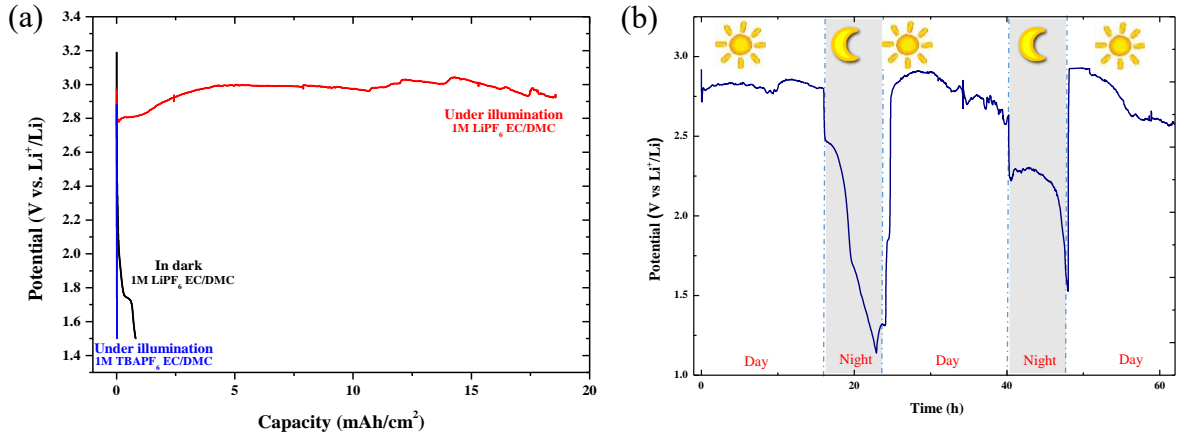 (a)
3.4
3.2
3.0
2.8
2.6
2.4
2.2
2.0
1.8
1.6
1.4
Potential (V vs. Li⁺/Li)
Under illumination
1M LiPF₆ EC/DMC
In dark
1M LiPF₆ EC/DMC
Under illumination
1M TBAPF₆ EC/DMC
0 5 10 15 20
Capacity (mAh/cm²)
(b)
3.0
2.5
2.0
1.5
1.0
Potential (V vs Li⁺/Li)
Day Night Day Night Day
0 20 40 60
Time (h)